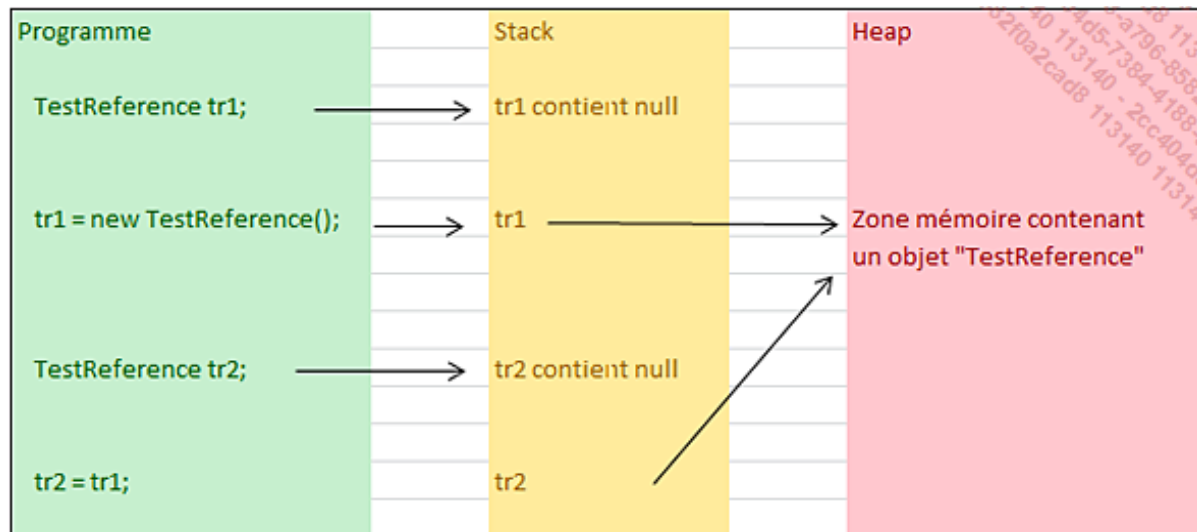 Programme
Stack
Heap
TestReference tr1;
tr1 contient null
tr1 = new TestReference();
tr1
Zone mémoire contenant
un objet "TestReference"
TestReference tr2;
tr2 contient null
tr2 = tr1;
tr2